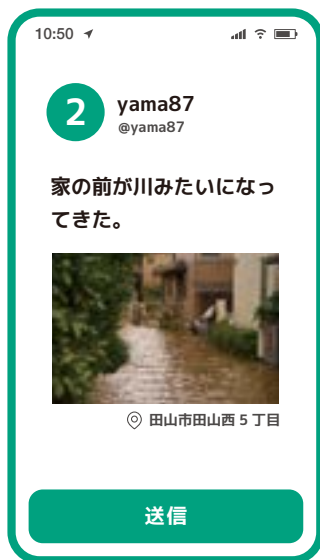 10:50
2
yama87
@yama87
家の前が川みたいになっ
てきた。
田山市田山西 5 丁目
送信